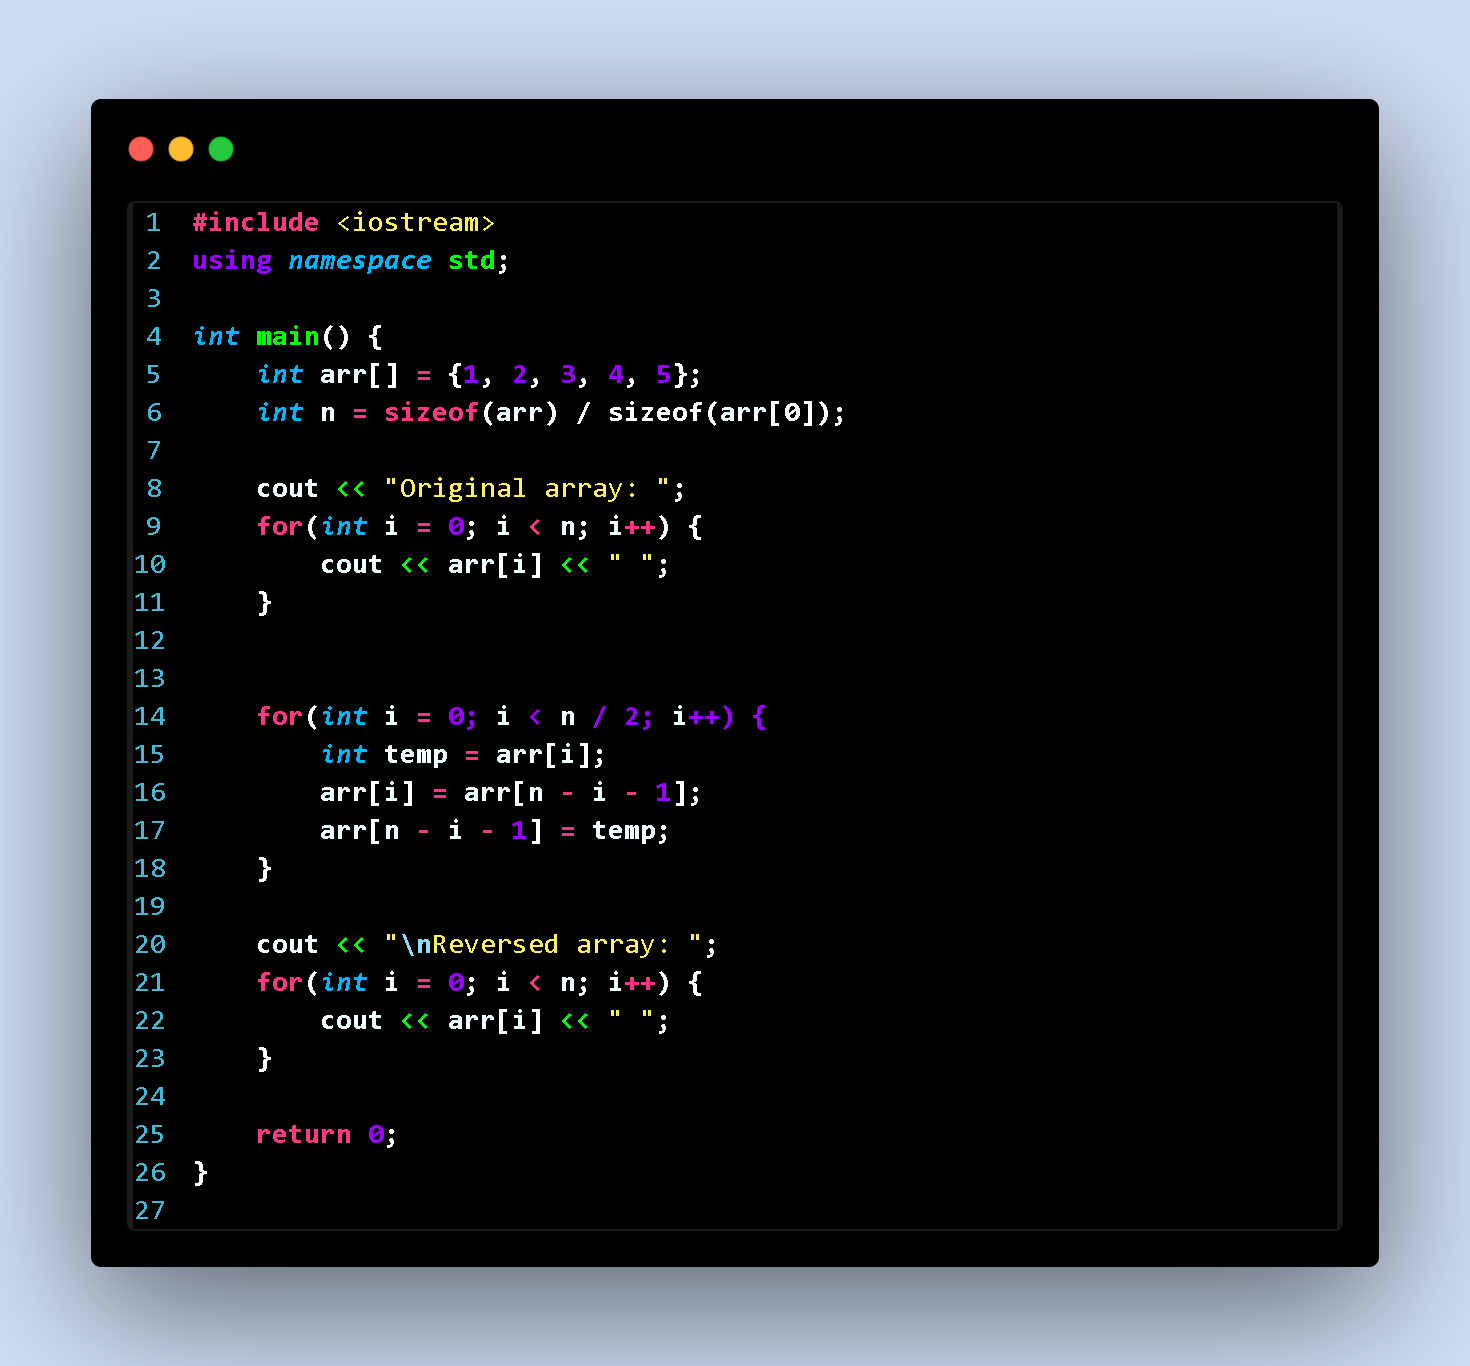 1 #include <iostream>
2 using namespace std;
3
4 int main() {
5     int arr[] = {1, 2, 3, 4, 5};
6     int n = sizeof(arr) / sizeof(arr[0]);
7
8     cout << "Original array: ";
9     for(int i = 0; i < n; i++) {
10         cout << arr[i] << " ";
11     }
12
13
14     for(int i = 0; i < n / 2; i++) {
15         int temp = arr[i];
16         arr[i] = arr[n - i - 1];
17         arr[n - i - 1] = temp;
18     }
19
20     cout << "\nReversed array: ";
21     for(int i = 0; i < n; i++) {
22         cout << arr[i] << " ";
23     }
24
25     return 0;
26 }
27